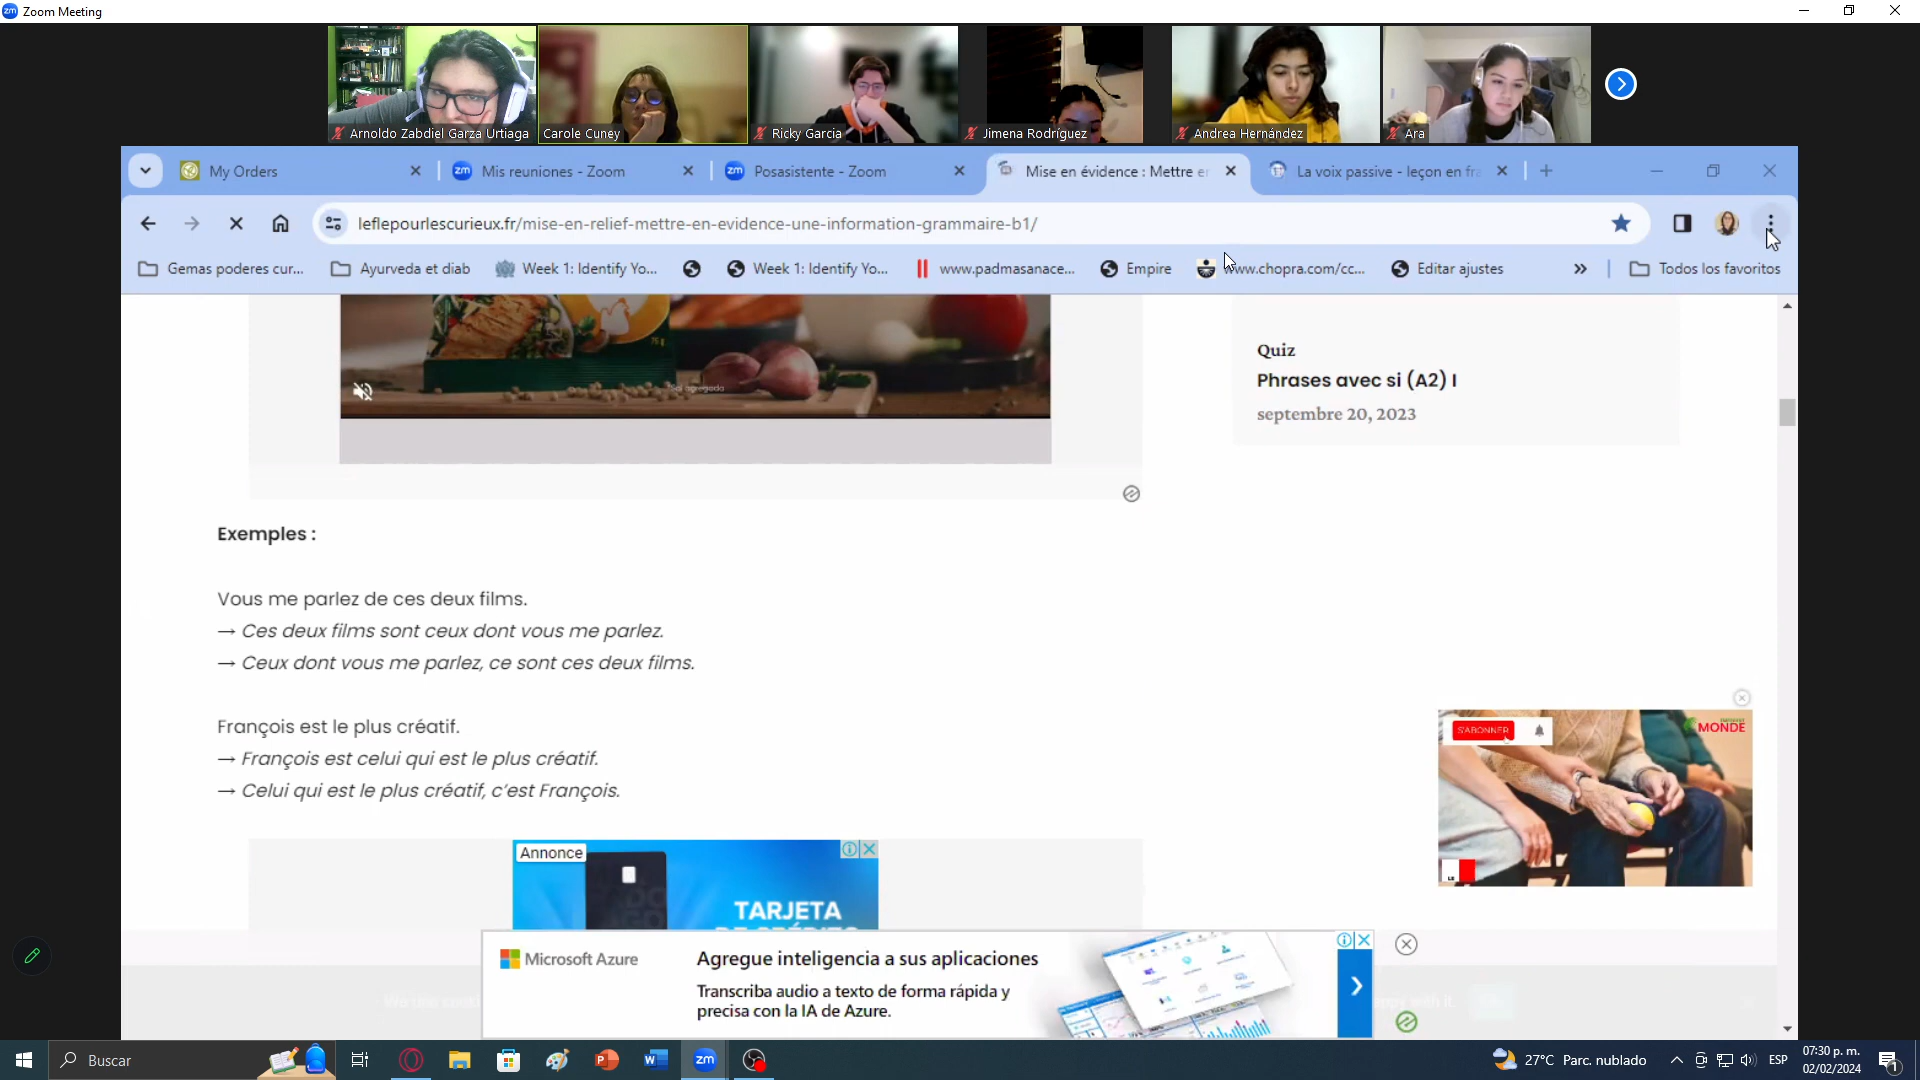 Zoom Meeting
Arnoldo Zabdiel Garza Urtiaga
Carole Cuney
Ricky Garcia
Jimena Rodríguez
Andrea Hernández
Ara
My Orders
Mis reuniones - Zoom
Posasistente - Zoom
Mise en évidence : Mettre e
La voix passive - leçon en fra
leflepourlescurieux.fr/mise-en-relief-mettre-en-evidence-une-information-grammaire-b1/
Gemas poderes cur...
Ayurveda et diab
Week 1: Identify Yo...
Week 1: Identify Yo...
www.padmasanace...
Empire
www.chopra.com/cc...
Editar ajustes
Todos los favoritos
75 g
Quiz
Phrases avec si (A2) I
septembre 20, 2023
Exemples :
Vous me parlez de ces deux films.
→ Ces deux films sont ceux dont vous me parlez.
→ Ceux dont vous me parlez, ce sont ces deux films.
François est le plus créatif.
→ François est celui qui est le plus créatif.
→ Celui qui est le plus créatif, c'est François.
S'ABONNER
MONDE
LE
Annonce
TARJETA
DE CRÉDITO
Microsoft Azure
Agregue inteligencia a sus aplicaciones
Transcriba audio a texto de forma rápida y
precisa con la IA de Azure.
Buscar
27°C Parc. nublado
ESP
07:30 p. m.
02/02/2024
1